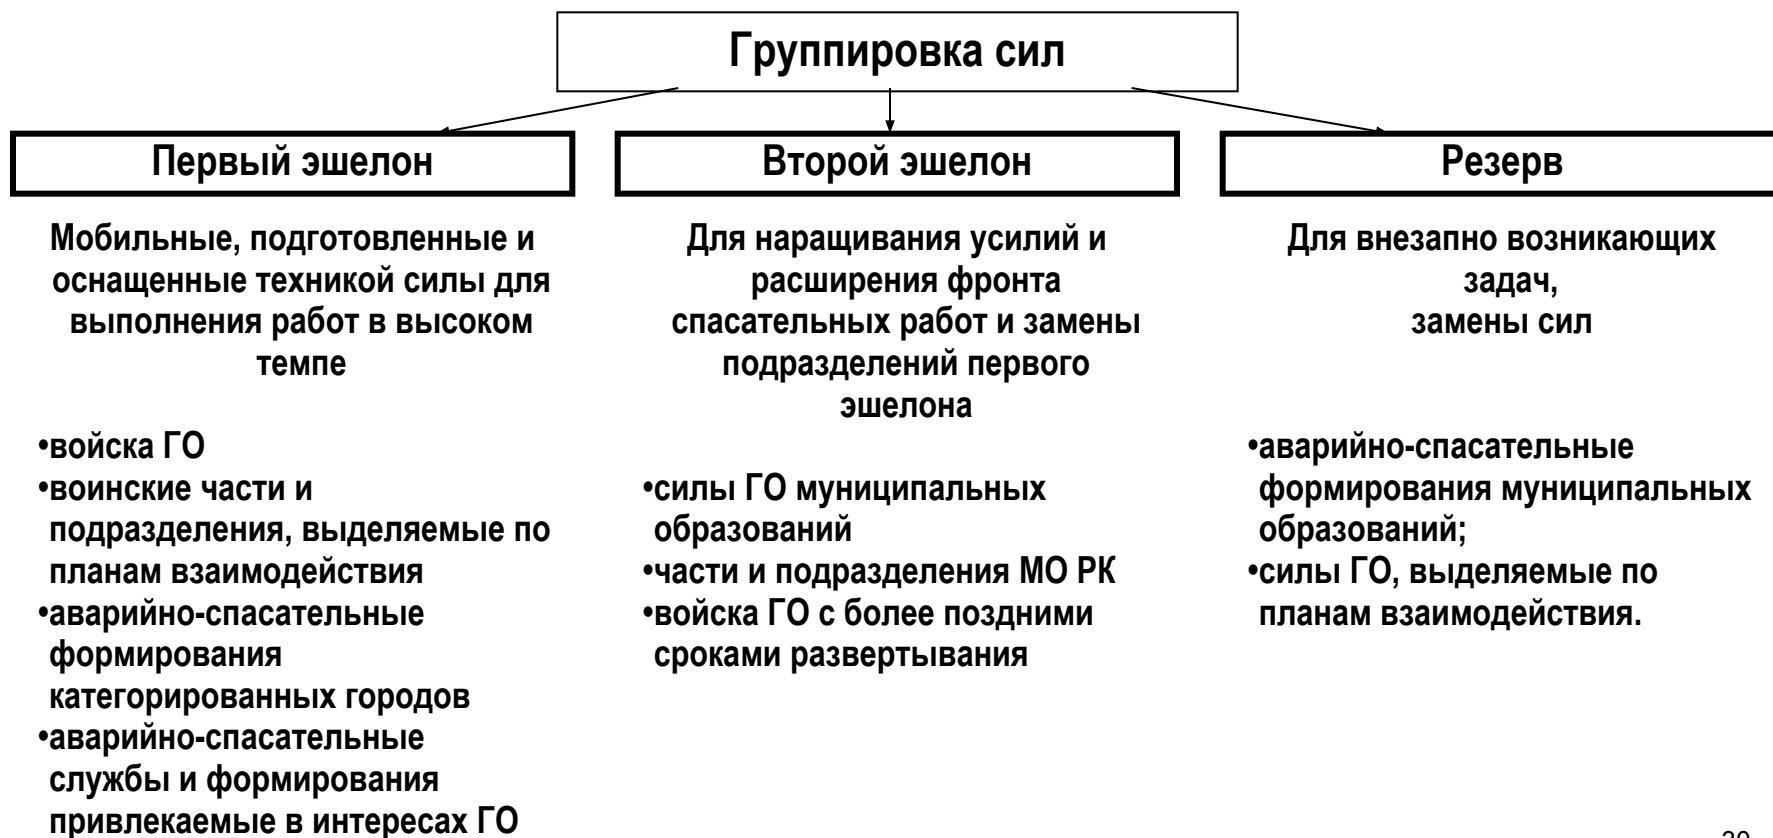 Группировка сил
Первый эшелон
Мобильные, подготовленные и
оснащенные техникой силы для
выполнения работ в высоком
темпе
•войска ГО
•воинские части и
подразделения, выделяемые по
планам взаимодействия
•аварийно-спасательные
формирования
категорированных городов
•аварийно-спасательные
службы и формирования
привлекаемые в интересах ГО
Второй эшелон
Для наращивания усилий и
расширения фронта
спасательных работ и замены
подразделений первого
эшелона
•силы ГО муниципальных
образований
•части и подразделения МО РК
•войска ГО с более поздними
сроками развертывания
Резерв
Для внезапно возникающих
задач,
замены сил
•аварийно-спасательные
формирования муниципальных
образований;
•силы ГО, выделяемые по
планам взаимодействия.